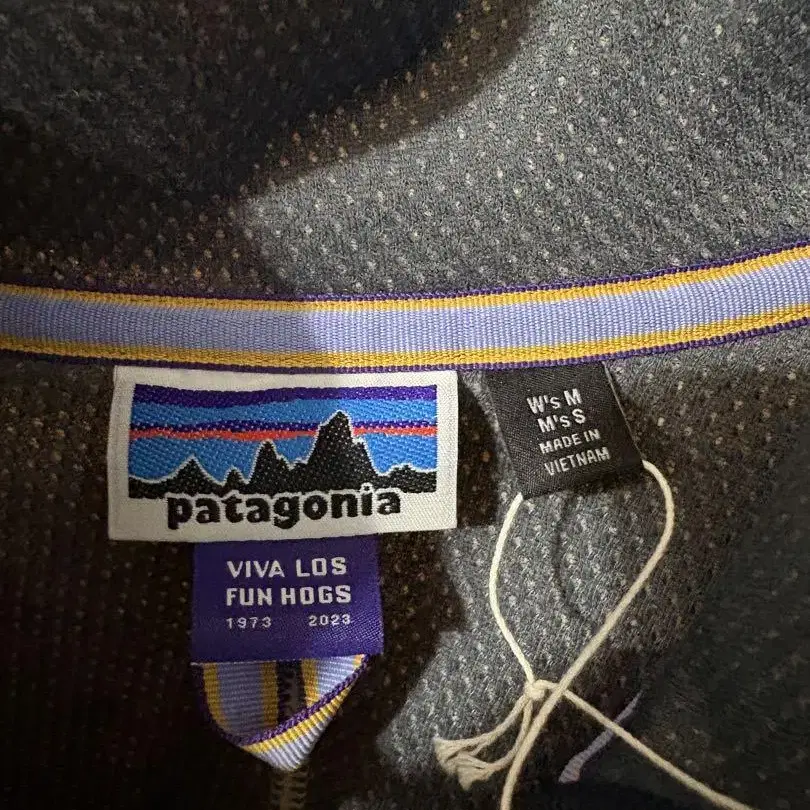 patagonia
VIVA LOS
FUN HOGS
1973 2023
W's M
M's S
MADE IN
VIETNAM